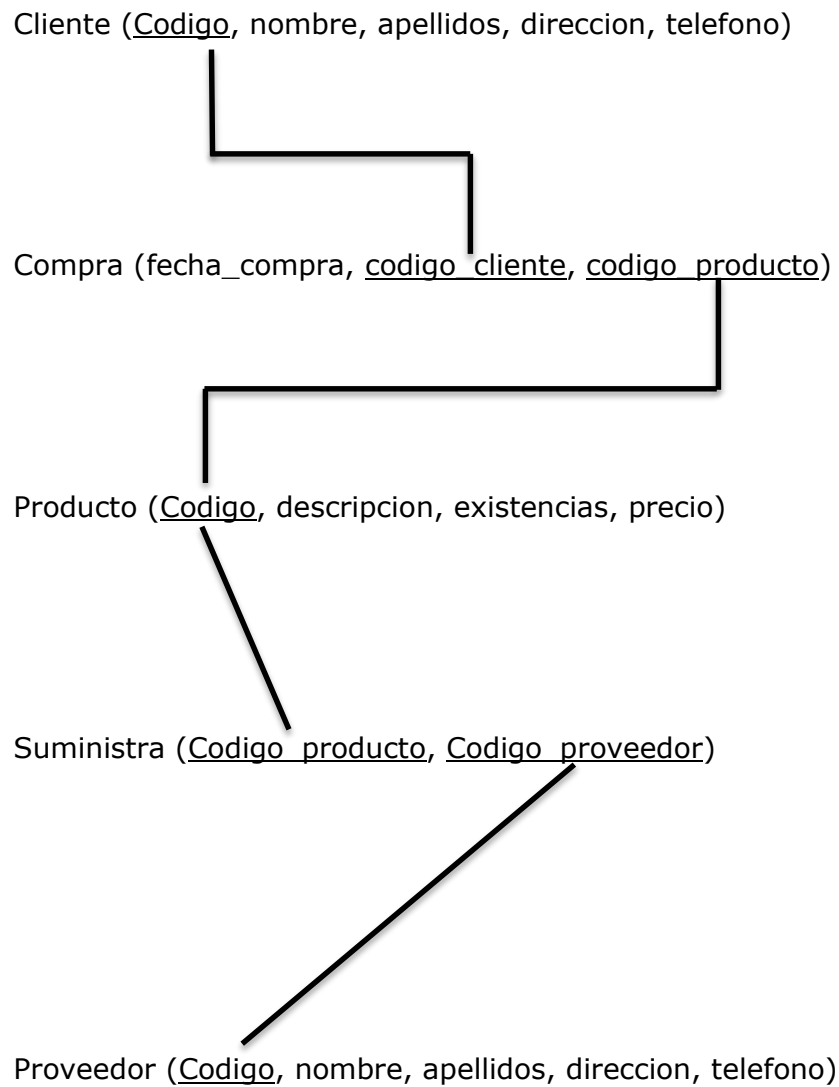 Cliente (Codigo, nombre, apellidos, direccion, telefono)
Compra (fecha_compra, codigo_cliente, codigo_producto)
Producto (Codigo, descripcion, existencias, precio)
Suministra (Codigo_producto, Codigo_proveedor)
Proveedor (Codigo, nombre, apellidos, direccion, telefono)